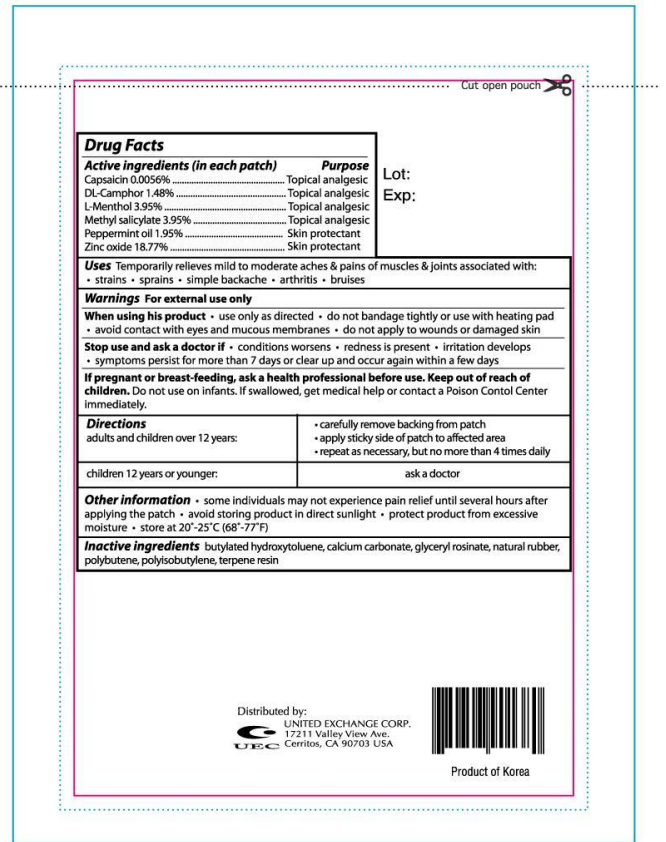 Cut open pouch
Drug Facts
Active ingredients (in each patch) Purpose
Capsaicin 0.0056% ........................................ Topical analgesic
DL-Camphor 1.48% ....................................... Topical analgesic
L-Menthol 3.95% ........................................... Topical analgesic
Methyl salicylate 3.95% ................................. Topical analgesic
Peppermint oil 1.95% ................................... Skin protectant
Zinc oxide 18.77% ......................................... Skin protectant
Lot:
Exp:
Uses Temporarily relieves mild to moderate aches & pains of muscles & joints associated with:
• strains • sprains • simple backache • arthritis • bruises
Warnings For external use only
When using his product • use only as directed • do not bandage tightly or use with heating pad
• avoid contact with eyes and mucous membranes • do not apply to wounds or damaged skin
Stop use and ask a doctor if • conditions worsens • redness is present • irritation develops
• symptoms persist for more than 7 days or clear up and occur again within a few days
If pregnant or breast-feeding, ask a health professional before use. Keep out of reach of
children. Do not use on infants. If swallowed, get medical help or contact a Poison Contol Center
immediately.
Directions
adults and children over 12 years:
• carefully remove backing from patch
• apply sticky side of patch to affected area
• repeat as necessary, but no more than 4 times daily
children 12 years or younger: ask a doctor
Other information • some individuals may not experience pain relief until several hours after
applying the patch • avoid storing product in direct sunlight • protect product from excessive
moisture • store at 20˚-25˚C (68˚-77˚F)
Inactive ingredients butylated hydroxytoluene, calcium carbonate, glyceryl rosinate, natural rubber,
polybutene, polyisobutylene, terpene resin
Distributed by:
UNITED EXCHANGE CORP.
17211 Valley View Ave.
UEC Cerritos, CA 90703 USA
Product of Korea